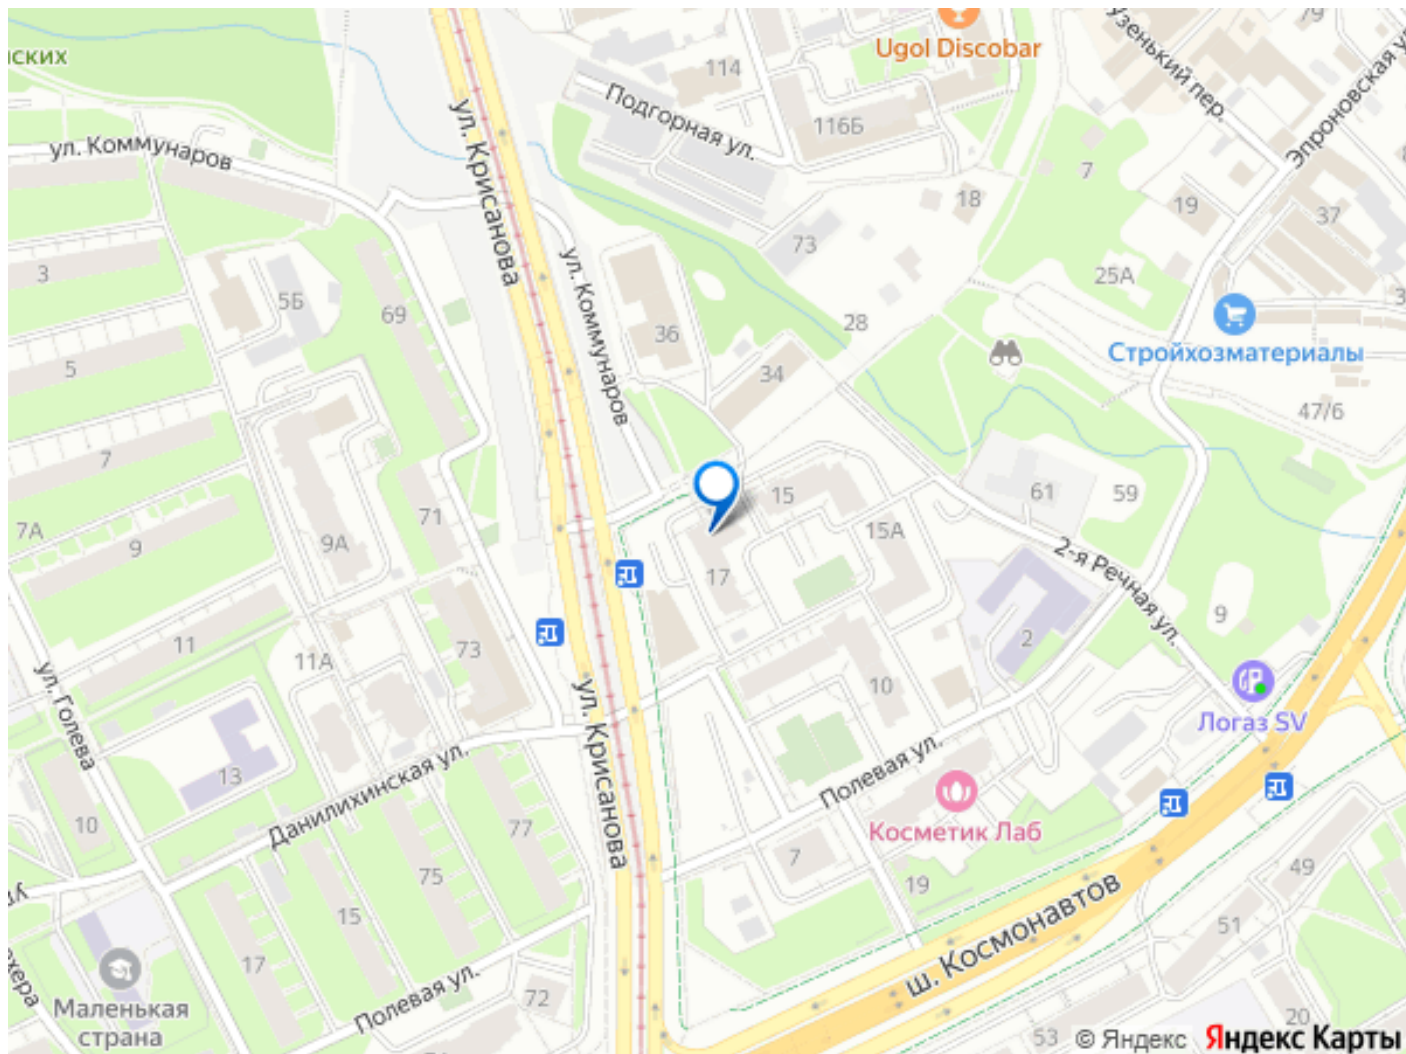 ских
Ugol Discobar
114
79
Подгорная ул.
116Б
узенький пер.
Эпроновская у
ул. Коммунаров
ул. Крисанова
7
18
19
37
73
3
5Б
69
ул. Коммунаров
36
28
25А
Стройхозматериалы
5
34
47/6
7
7А
9
9А
71
15
15А
61
59
17
2-я Речная ул.
9
2
11
11А
73
10
ул. Голева
ул. Крисанова
Логаз SV
13
Данилихинская ул.
Полевая ул.
Косметик Лаб
10
77
7
75
19
49
15
51
17
ш. Космонавтов
Маленькая
страна
Полевая ул.
72
хера
53
20
© Яндекс
Яндекс Карты